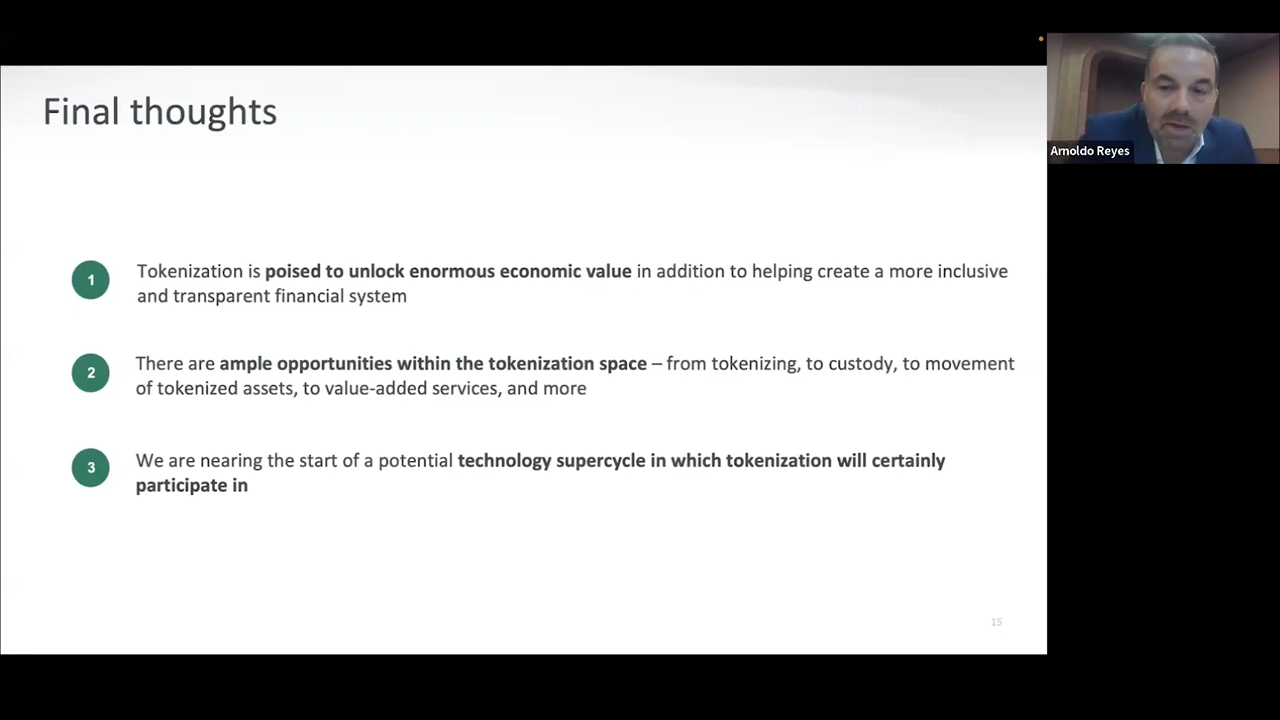 Final thoughts
Arnoldo Reyes
1
Tokenization is poised to unlock enormous economic value in addition to helping create a more inclusive
and transparent financial system
2
There are ample opportunities within the tokenization space – from tokenizing, to custody, to movement
of tokenized assets, to value-added services, and more
3
We are nearing the start of a potential technology supercycle in which tokenization will certainly
participate in
15